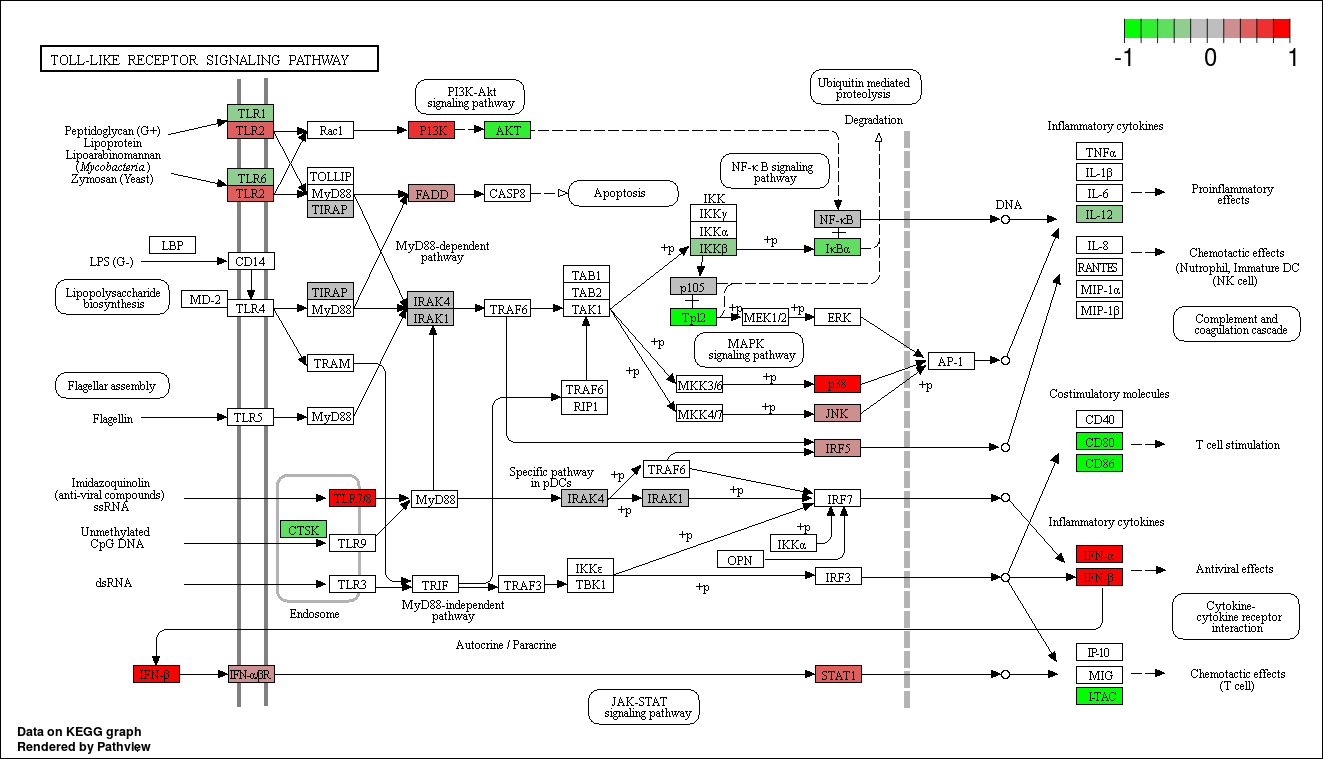 -1 0 1
TOLL-LIKE RECEPTOR SIGNALING PATHWAY
PI3K-Akt
signaling pathway
Ubiquitin mediated
proteolysis
Degradation
Peptidoglycan (G+)
Lipoprotein
Lipoarabinomannan
(Mycobacteria)
Zymosan (Yeast)
TLR1
TLR2
Rac1
PI3K
AKT
TLR6
TLR2
TOLLIP
MyD88
TIRAP
FADD
CASP8
Apoptosis
NF-κB signaling
pathway
IKK
IKKγ
IKKα
IKKβ
+p
+p
NF-κB
IκBα
DNA
Inflammatory cytokines
TNFα
IL-1β
IL-6
IL-12
Proinflammatory
effects
IL-8
RANTES
MIP-1α
MIP-1β
Chemotactic effects
(Nutrophil, Immature DC
(NK cell)
Complement and
coagulation cascade
LBP
LPS (G-)
CD14
MyD88-dependent
pathway
Lipopolysaccharide
biosynthesis
MD-2
TLR4
TIRAP
MyD88
IRAK4
IRAK1
TRAF6
TAB1
TAB2
TAK1
p105
Tpl2
+p
MEK1/2
+p
ERK
MAPK
signaling pathway
+p
+p
MKK3/6
+p
p38
MKK4/7
+p
JNK
AP-1
+p
TRAM
Flagellar assembly
Flagellin
TLR5
MyD88
TRAF6
RIP1
IRF5
Costimulatory molecules
CD40
CD80
CD86
T cell stimulation
Imidazoquinolin
(anti-viral compounds)
ssRNA
TLR7/8
MyD88
Specific pathway
in pDCs
IRAK4
+p
+p
TRAF6
IRAK1
+p
IRF7
Unmethylated
CpG DNA
CTSK
TLR9
+p
+p
IKKα
OPN
Inflammatory cytokines
IFN-α
IFN-β
Antiviral effects
dsRNA
TLR3
TRIF
TRAF3
IKKε
TBK1
+p
IRF3
Endosome
MyD88-independent
pathway
Cytokine-
cytokine receptor
interaction
Autocrine / Paracrine
IFN-β
IFN-αβR
STAT1
IP-10
MIG
I-TAC
Chemotactic effects
(T cell)
JAK-STAT
signaling pathway
Data on KEGG graph
Rendered by Pathview